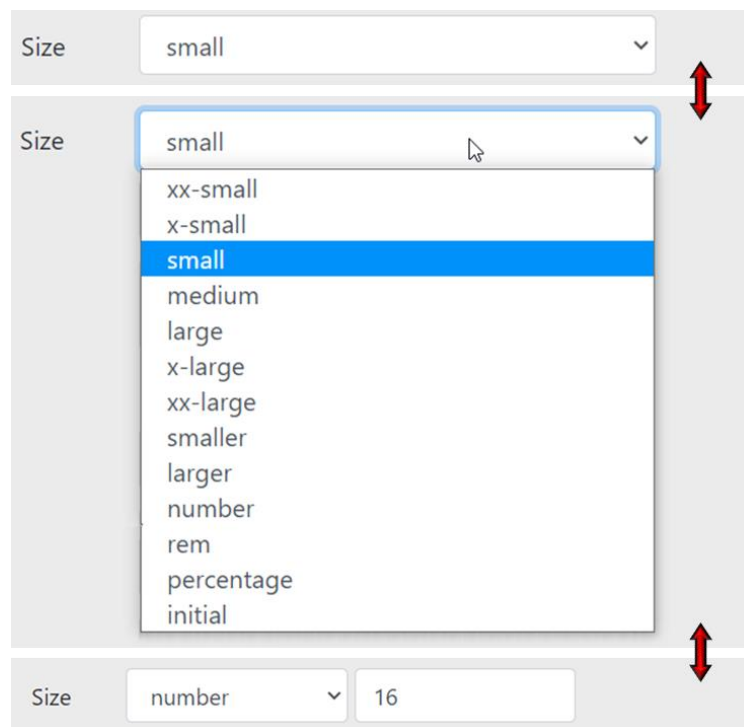 Size small
Size small
xx-small
x-small
small
medium
large
x-large
xx-large
smaller
larger
number
rem
percentage
initial
Size number 16